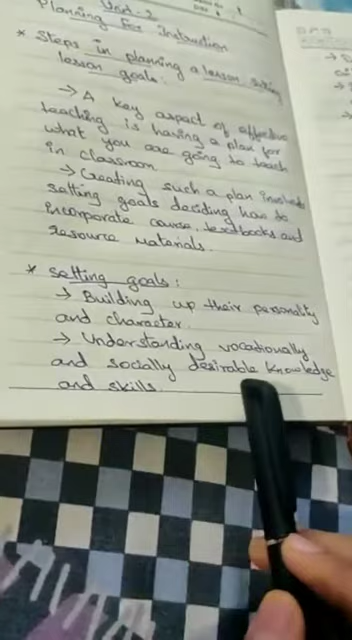 Unit-2
Planning For Instruction
* Steps in planning a lesson setting
lesson goals:
→ A key aspect of effective
teaching is having a plan for
what you are going to teach
in classroom
→ Creating such a plan involves
setting goals deciding how to
incorporate course, textbooks and
resource materials.
* Setting goals:
→ Building up their personality
and character.
→ Understanding vocationally
and socially desirable knowledge
and skills.